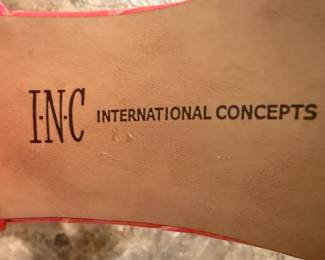 I·N·C INTERNATIONAL CONCEPTS